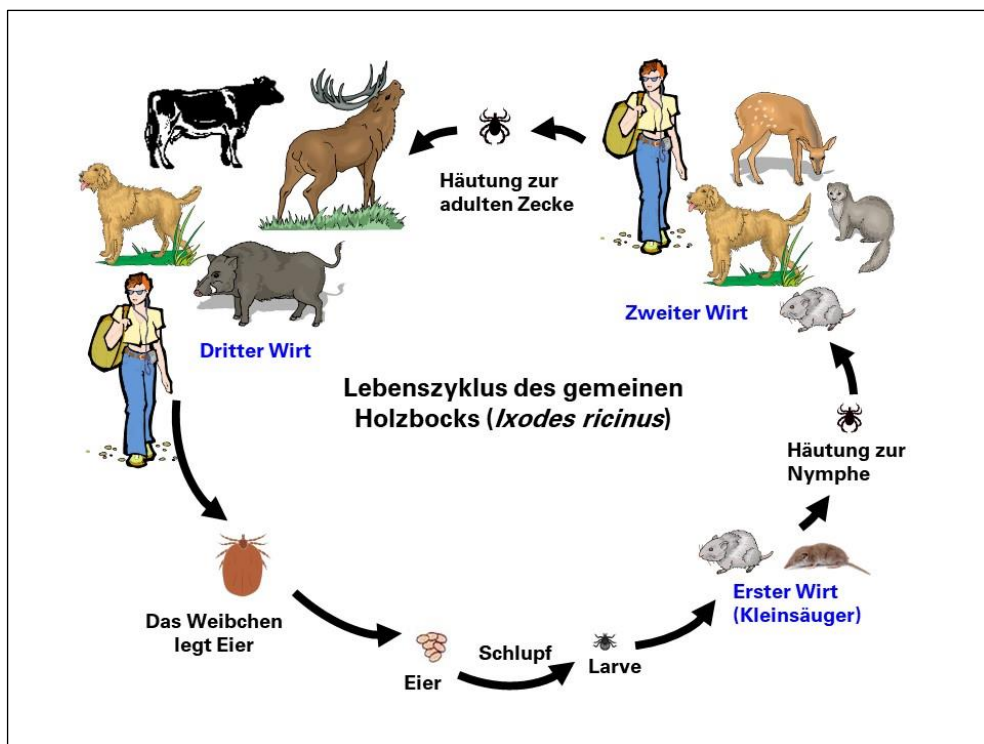 Häutung zur
adulten Zecke
Zweiter Wirt
Dritter Wirt
Lebenszyklus des gemeinen
Holzbocks (Ixodes ricinus)
Häutung zur
Nymphe
Erster Wirt
(Kleinsäuger)
Das Weibchen
legt Eier
Eier
Schlupf
Larve